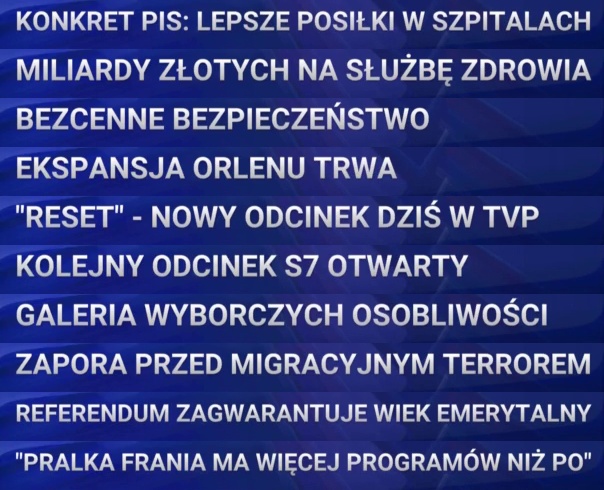 KONKRET PIS: LEPSZE POSIŁKI W SZPITALACH
MILIARDY ZŁOTYCH NA SŁUŻBĘ ZDROWIA
BEZCENNE BEZPIECZEŃSTWO
EKSPANSJA ORLENU TRWA
"RESET" - NOWY ODCINEK DZIŚ W TVP
KOLEJNY ODCINEK S7 OTWARTY
GALERIA WYBORCZYCH OSOBLIWOŚCI
ZAPORA PRZED MIGRACYJNYM TERROREM
REFERENDUM ZAGWARANTUJE WIEK EMERYTALNY
"PRALKA FRANIA MA WIĘCEJ PROGRAMÓW NIŻ PO"